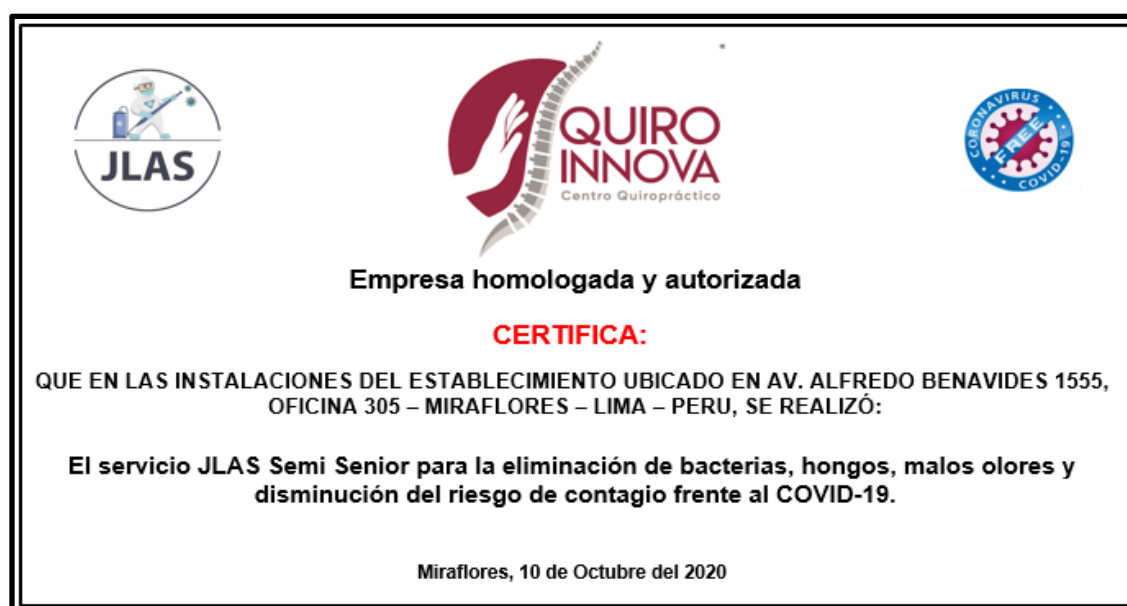 JLAS
QUIRO
INNOVA
Centro Quiropráctico
CORONAVIRUS
FREE
COVID-19
Empresa homologada y autorizada
CERTIFICA:
QUE EN LAS INSTALACIONES DEL ESTABLECIMIENTO UBICADO EN AV. ALFREDO BENAVIDES 1555,
OFICINA 305 – MIRAFLORES – LIMA – PERU, SE REALIZÓ:
El servicio JLAS Semi Senior para la eliminación de bacterias, hongos, malos olores y
disminución del riesgo de contagio frente al COVID-19.
Miraflores, 10 de Octubre del 2020